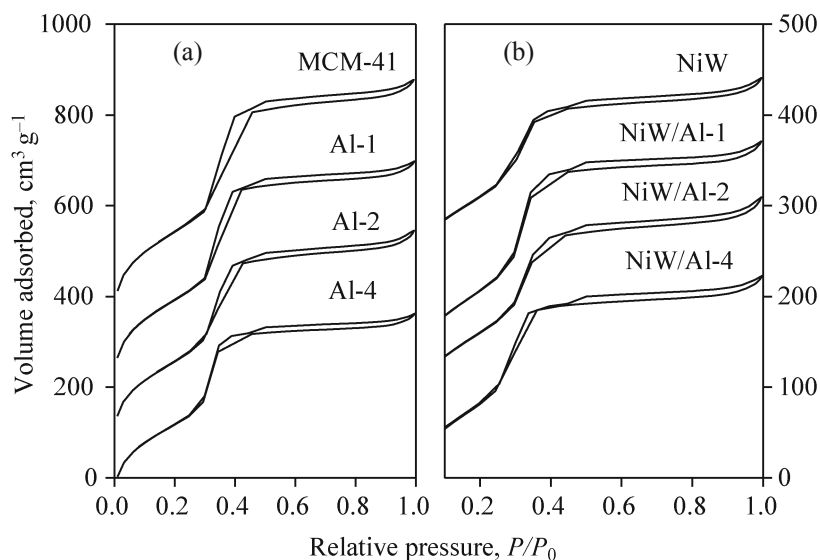 1000
800
600
400
200
0
Volume adsorbed, cm³ g⁻¹
(a)
MCM-41
Al-1
Al-2
Al-4
0.0
0.2
0.4
0.6
0.8
1.0
(b)
NiW
NiW/Al-1
NiW/Al-2
NiW/Al-4
500
400
300
200
100
0
0.2
0.4
0.6
0.8
1.0
Relative pressure, P/P₀